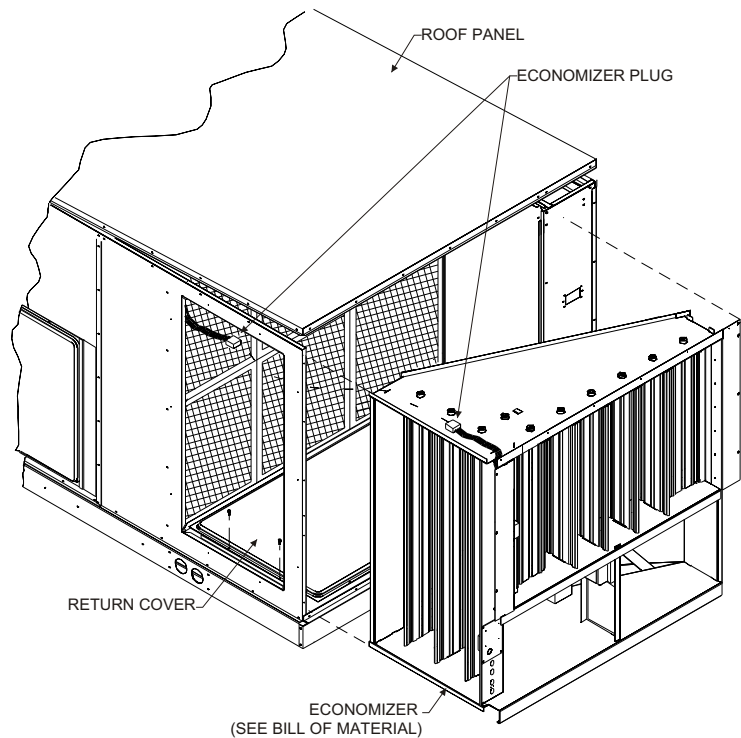 ROOF PANEL
ECONOMIZER PLUG
RETURN COVER
ECONOMIZER
(SEE BILL OF MATERIAL)